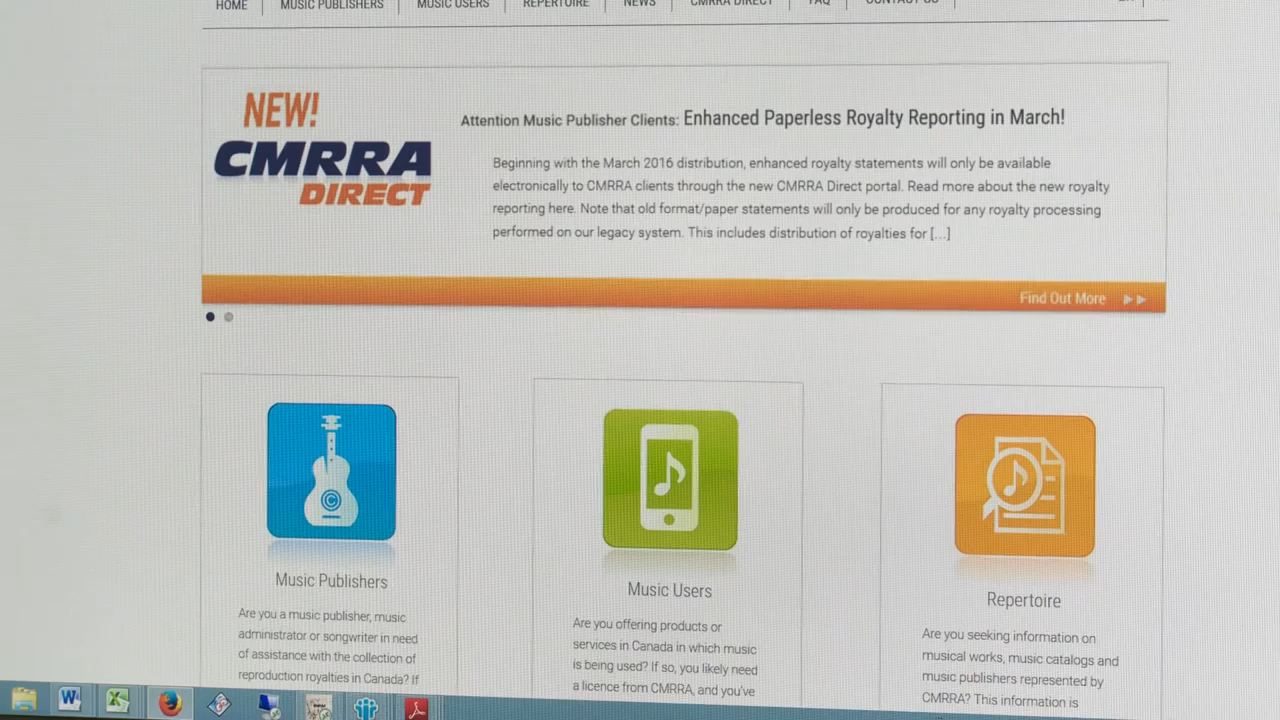 HOME MUSIC PUBLISHERS MUSIC USERS REPERTOIRE NEWS CMRRA DIRECT FAQ CONTACT US
NEW!
CMRRA
DIRECT
Attention Music Publisher Clients: Enhanced Paperless Royalty Reporting in March!
Beginning with the March 2016 distribution, enhanced royalty statements will only be available
electronically to CMRRA clients through the new CMRRA Direct portal. Read more about the new royalty
reporting here. Note that old format/paper statements will only be produced for any royalty processing
performed on our legacy system. This includes distribution of royalties for [...]
Find Out More
Music Publishers
Are you a music publisher, music
administrator or songwriter in need
of assistance with the collection of
reproduction royalties in Canada? If
Music Users
Are you offering products or
services in Canada in which music
is being used? If so, you likely need
a licence from CMRRA, and you've
Repertoire
Are you seeking information on
musical works, music catalogs and
music publishers represented by
CMRRA? This information is